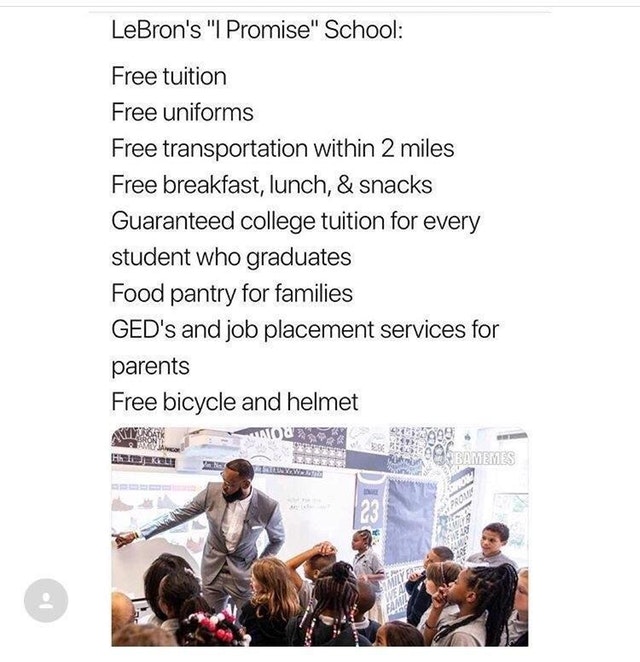 LeBron's "I Promise" School:
Free tuition
Free uniforms
Free transportation within 2 miles
Free breakfast, lunch, & snacks
Guaranteed college tuition for every
student who graduates
Food pantry for families
GED's and job placement services for
parents
Free bicycle and helmet
23